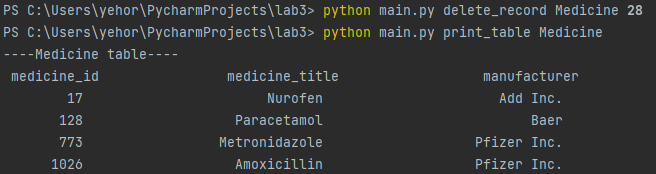 PS C:\Users\yehor\PycharmProjects\lab3> python main.py delete_record Medicine 28
PS C:\Users\yehor\PycharmProjects\lab3> python main.py print_table Medicine
----Medicine table----
medicine_id medicine_title manufacturer
17 Nurofen Add Inc.
128 Paracetamol Baer
773 Metronidazole Pfizer Inc.
1026 Amoxicillin Pfizer Inc.